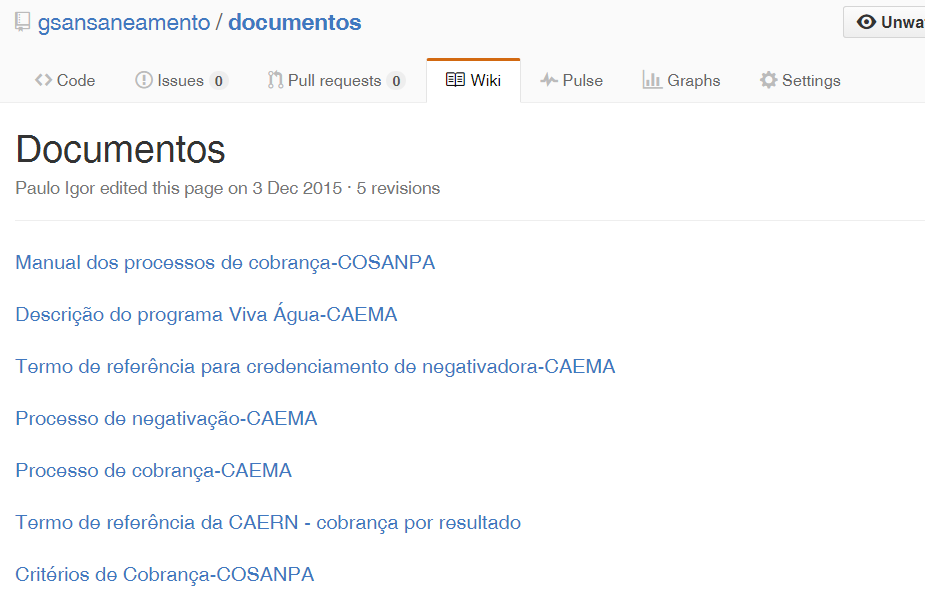 gsansaneamento / documentos
Unwa
Code Issues 0 Pull requests 0 Wiki Pulse Graphs Settings
Documentos
Paulo Igor edited this page on 3 Dec 2015 · 5 revisions
Manual dos processos de cobrança-COSANPA
Descrição do programa Viva Água-CAEMA
Termo de referência para credenciamento de negativadora-CAEMA
Processo de negativação-CAEMA
Processo de cobrança-CAEMA
Termo de referência da CAERN - cobrança por resultado
Critérios de Cobrança-COSANPA